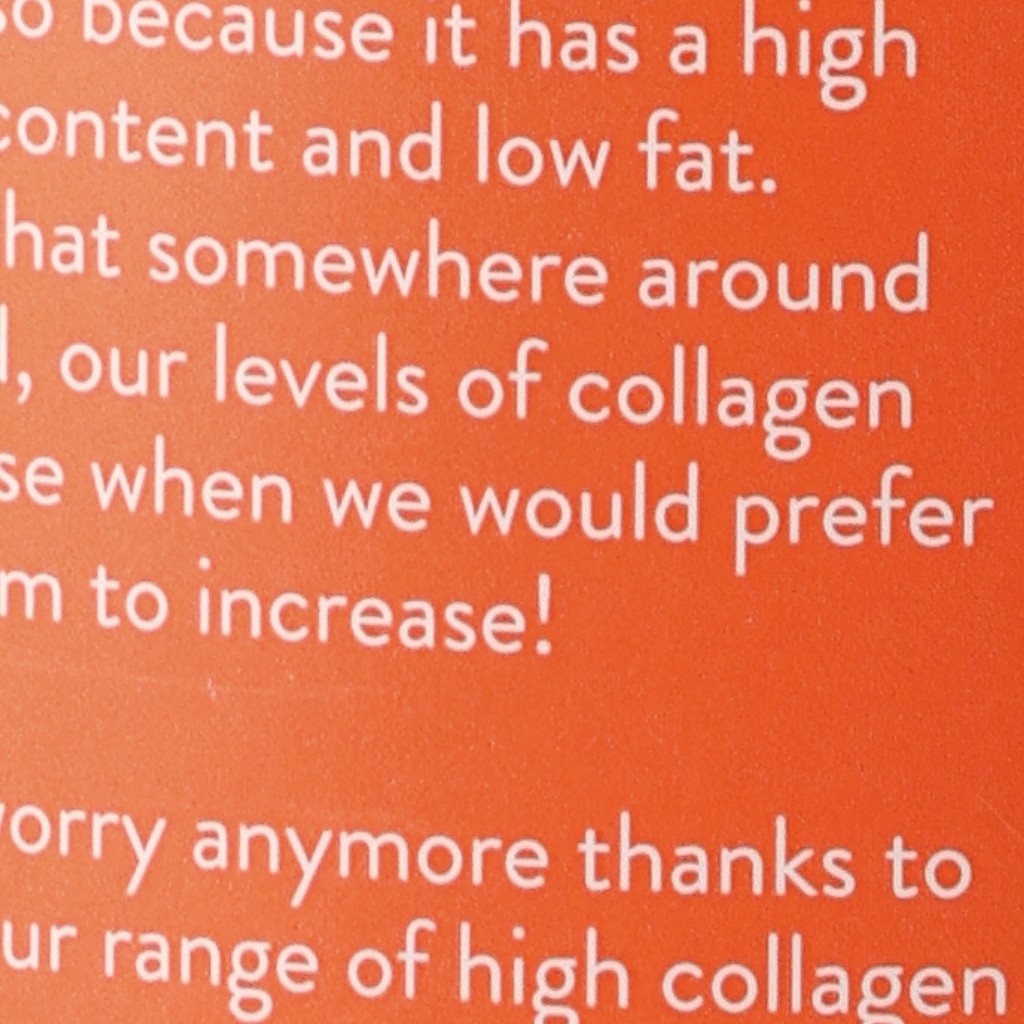 so because it has a high
content and low fat.
hat somewhere around
, our levels of collagen
se when we would prefer
m to increase!
orry anymore thanks to
ur range of high collagen